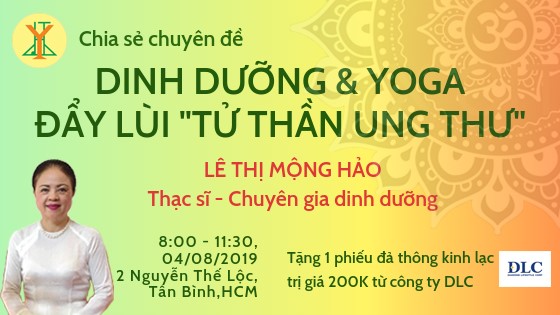 Chia sẻ chuyên đề
DINH DƯỠNG & YOGA
ĐẨY LÙI "TỬ THẦN UNG THƯ"
LÊ THỊ MỘNG HẢO
Thạc sĩ - Chuyên gia dinh dưỡng
8:00 - 11:30,
04/08/2019
2 Nguyễn Thế Lộc,
Tân Bình,HCM
Tặng 1 phiếu đả thông kinh lạc
trị giá 200K từ công ty DLC
DLC